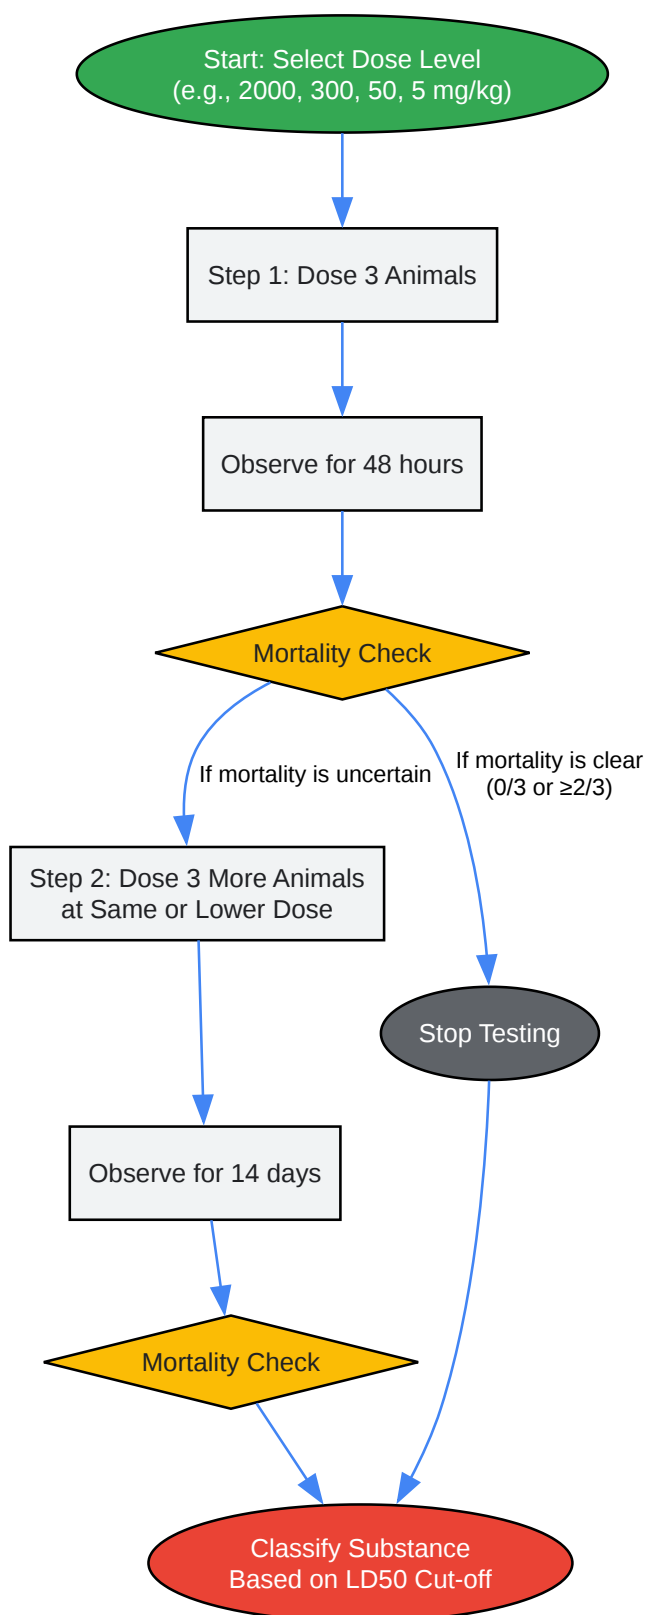 Start: Select Dose Level
(e.g., 2000, 300, 50, 5 mg/kg)
Step 1: Dose 3 Animals
Observe for 48 hours
Mortality Check
If mortality is uncertain
If mortality is clear
(0/3 or ≥2/3)
Step 2: Dose 3 More Animals
at Same or Lower Dose
Stop Testing
Observe for 14 days
Mortality Check
Classify Substance
Based on LD50 Cut-off